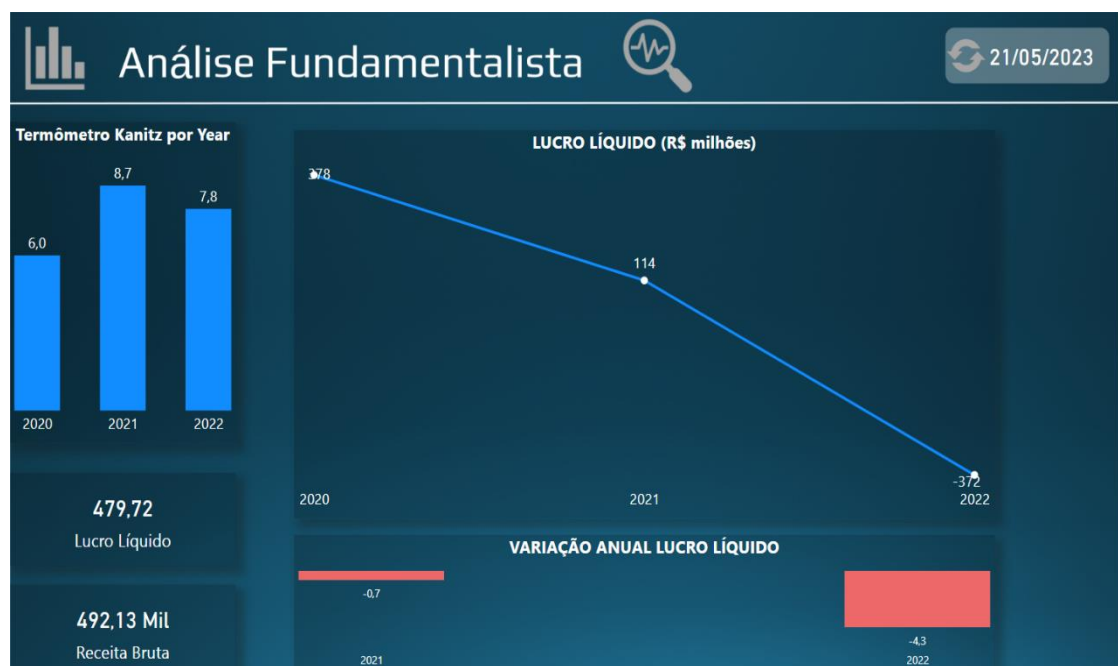 Análise Fundamentalista
21/05/2023
Termômetro Kanitz por Year
8,7
7,8
6,0
2020
2021
2022
479,72
Lucro Líquido
492,13 Mil
Receita Bruta
LUCRO LÍQUIDO (R$ milhões)
378
114
-372
2020
2021
2022
VARIAÇÃO ANUAL LUCRO LÍQUIDO
-0,7
-4,3
2021
2022